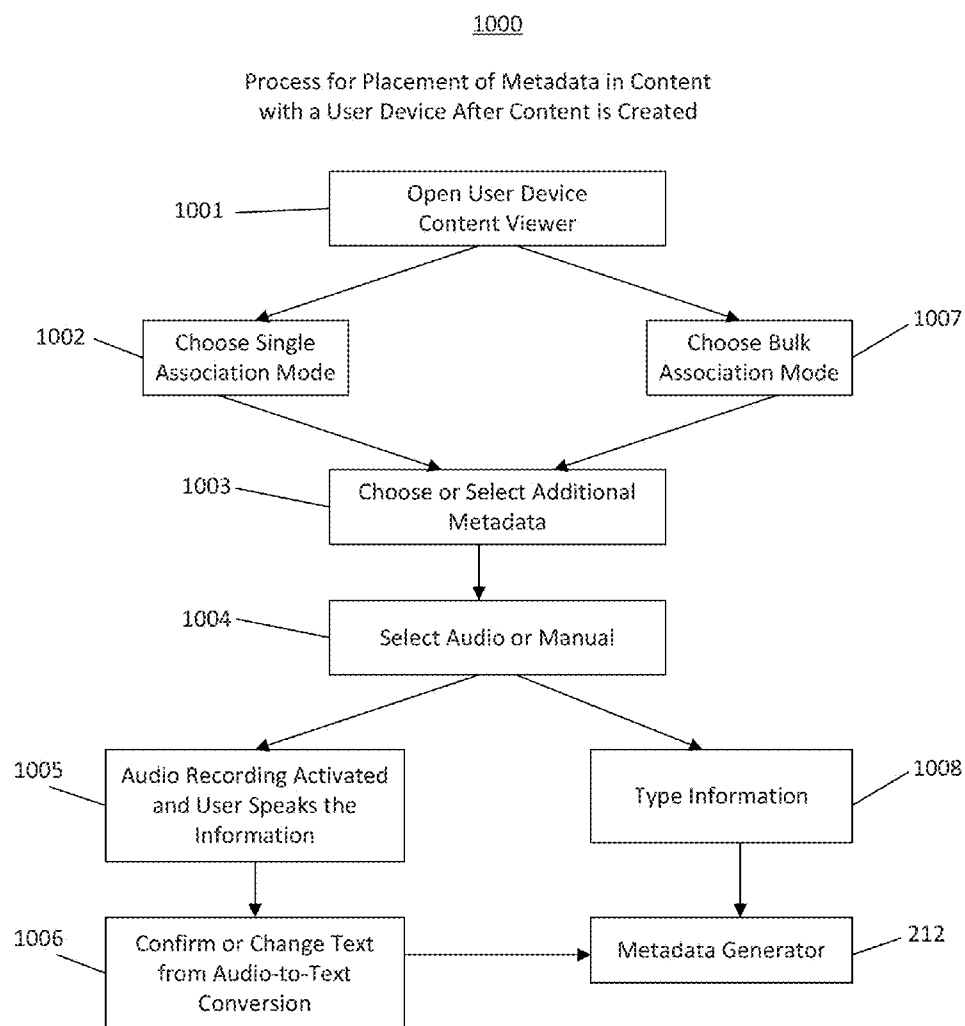 1000
Process for Placement of Metadata in Content
with a User Device After Content is Created
1001
Open User Device
Content Viewer
1002
Choose Single
Association Mode
Choose Bulk
Association Mode
1007
1003
Choose or Select Additional
Metadata
1004
Select Audio or Manual
1005
Audio Recording Activated
and User Speaks the
Information
Type Information
1008
1006
Confirm or Change Text
from Audio-to-Text
Conversion
Metadata Generator
212